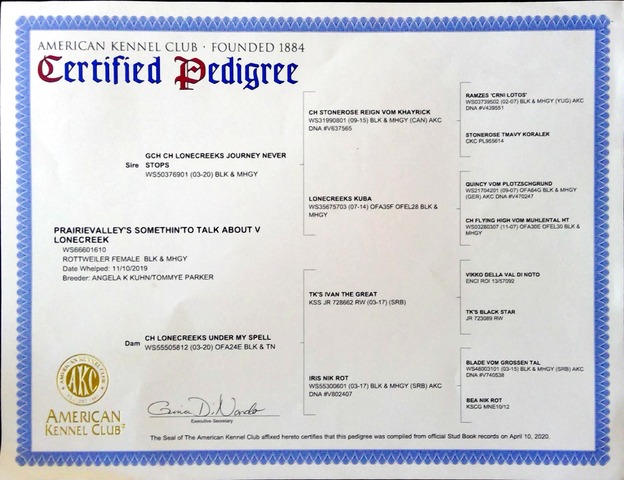 AMERICAN KENNEL CLUB · FOUNDED 1884
Certified Pedigree
PRAIRIEVALLEY'S SOMETHIN'TO TALK ABOUT V
LONECREEK
WS66601610
ROTTWEILER FEMALE BLK & MHGY
Date Whelped: 11/10/2019
Breeder: ANGELA K KUHN/TOMMYE PARKER
Sire
GCH CH LONECREEKS JOURNEY NEVER
STOPS
WS50376901 (03-20) BLK & MHGY
Dam
CH LONECREEKS UNDER MY SPELL
WS55505812 (03-20) OFA24E BLK & TN
CH STONEROSE REIGN VOM KHAYRICK
WS31990801 (09-15) BLK & MHGY (CAN) AKC
DNA #V637565
LONECREEKS KUBA
WS35675703 (07-14) OFA35F OFEL28 BLK &
MHGY
TK'S IVAN THE GREAT
KSS JR 728662 RW (03-17) (SRB)
IRIS NIK ROT
WS55300601 (03-17) BLK & MHGY (SRB) AKC
DNA #V802407
RAMZES 'CRNI LOTOS'
WS03739502 (02-07) BLK & MHGY (YUG) AKC
DNA #V439551
STONEROSE TMAVY KORALEK
CKC PL955614
QUINCY VOM PLOTZSCHGRUND
WS21704201 (09-07) OFA64G BLK & MHGY
(GER) AKC DNA #V470247
CH FLYING HIGH VOM MUHLENTAL HT
WS03280307 (11-07) OFA30E OFEL30 BLK &
MHGY
VIKKO DELLA VAL DI NOTO
ENCI ROI 13/57092
TK'S BLACK STAR
JR 723089 RW
BLADE VOM GROSSEN TAL
WS48003101 (03-15) BLK & MHGY (SRB) AKC
DNA #V740538
BEA NIK ROT
KSCG MNE10/12
AKC
AMERICAN
KENNEL CLUB
Executive Secretary
The Seal of The American Kennel Club affixed hereto certifies that this pedigree was compiled from official Stud Book records on April 10, 2020.